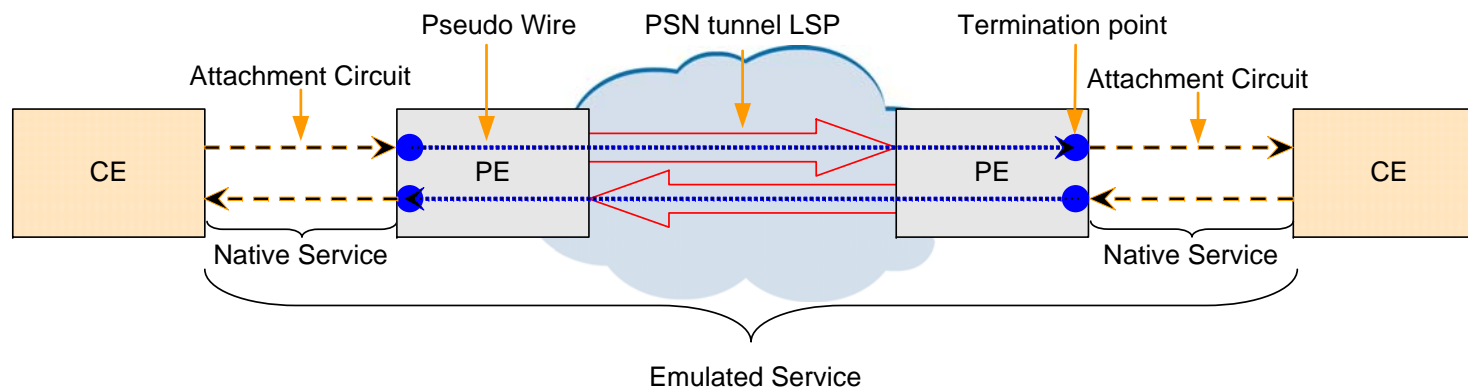 Pseudo Wire
PSN tunnel LSP
Termination point
Attachment Circuit
Attachment Circuit
CE
PE
PE
CE
Native Service
Native Service
Emulated Service